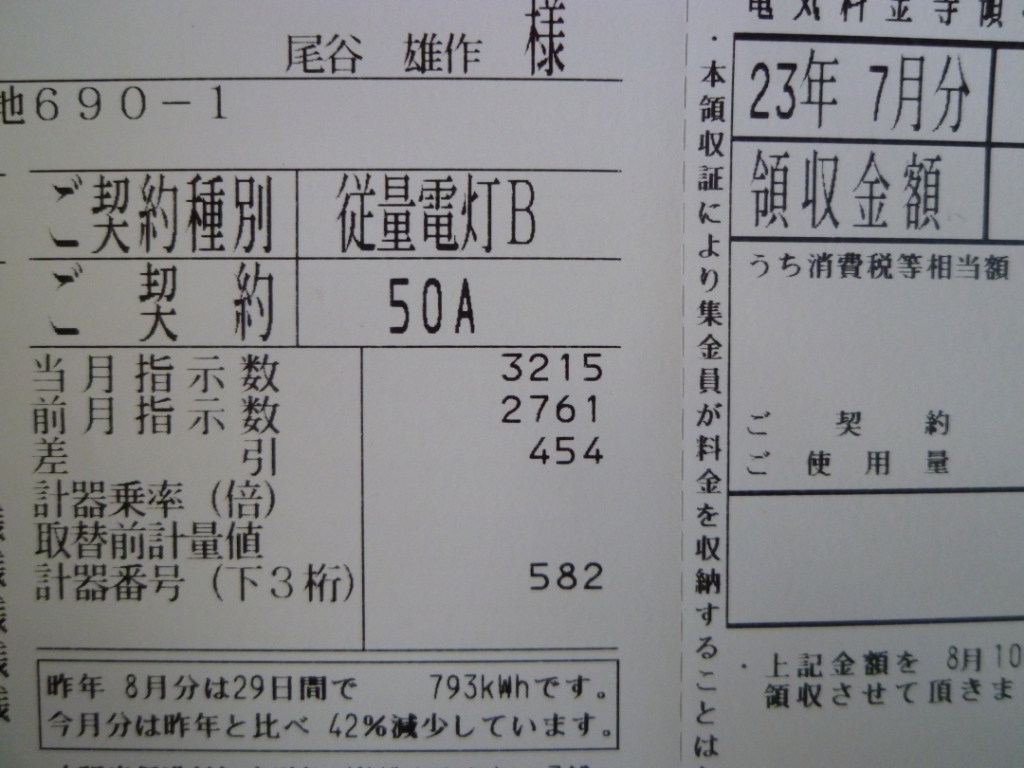 尾谷 雄作 様
地690-1
ご契約種別 従量電灯B
ご契約 50A
当月指示数 3215
前月指示数 2761
差引 454
計器乗率(倍)
取替前計量値
計器番号(下3桁) 582
昨年 8月分は29日間で 793kWhです。
今月分は昨年と比べ 42%減少しています。
・本領収証により集金員が料金を収納することは
電気料金等領
23年 7月分
領収金額
うち消費税等相当額
ご契約
ご使用量
・上記金額を 8月10
領収させて頂きま